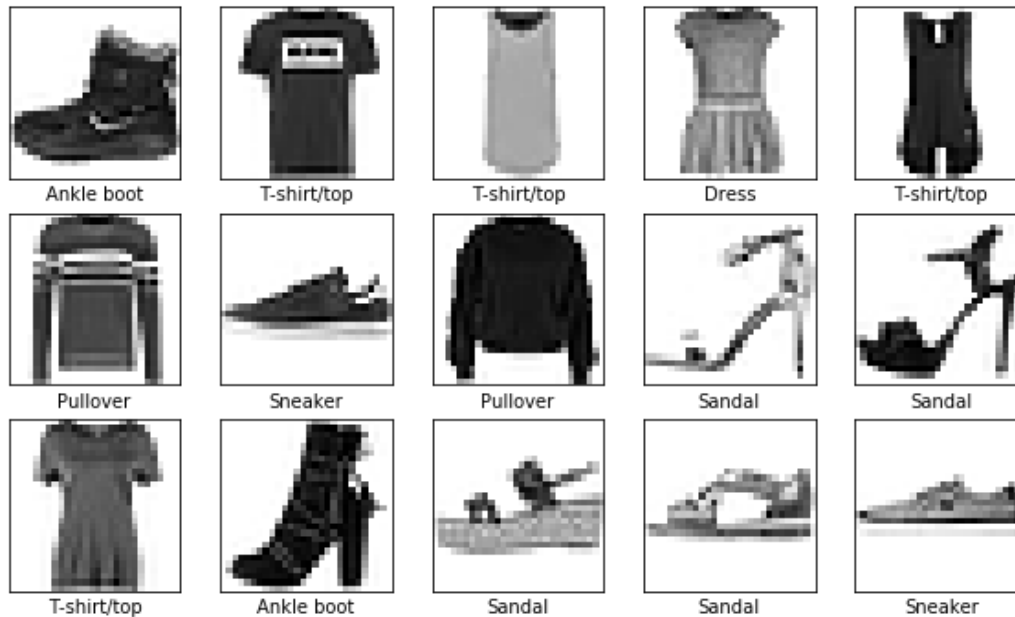 Ankle boot
T-shirt/top
T-shirt/top
Dress
T-shirt/top
Pullover
Sneaker
Pullover
Sandal
Sandal
T-shirt/top
Ankle boot
Sandal
Sandal
Sneaker